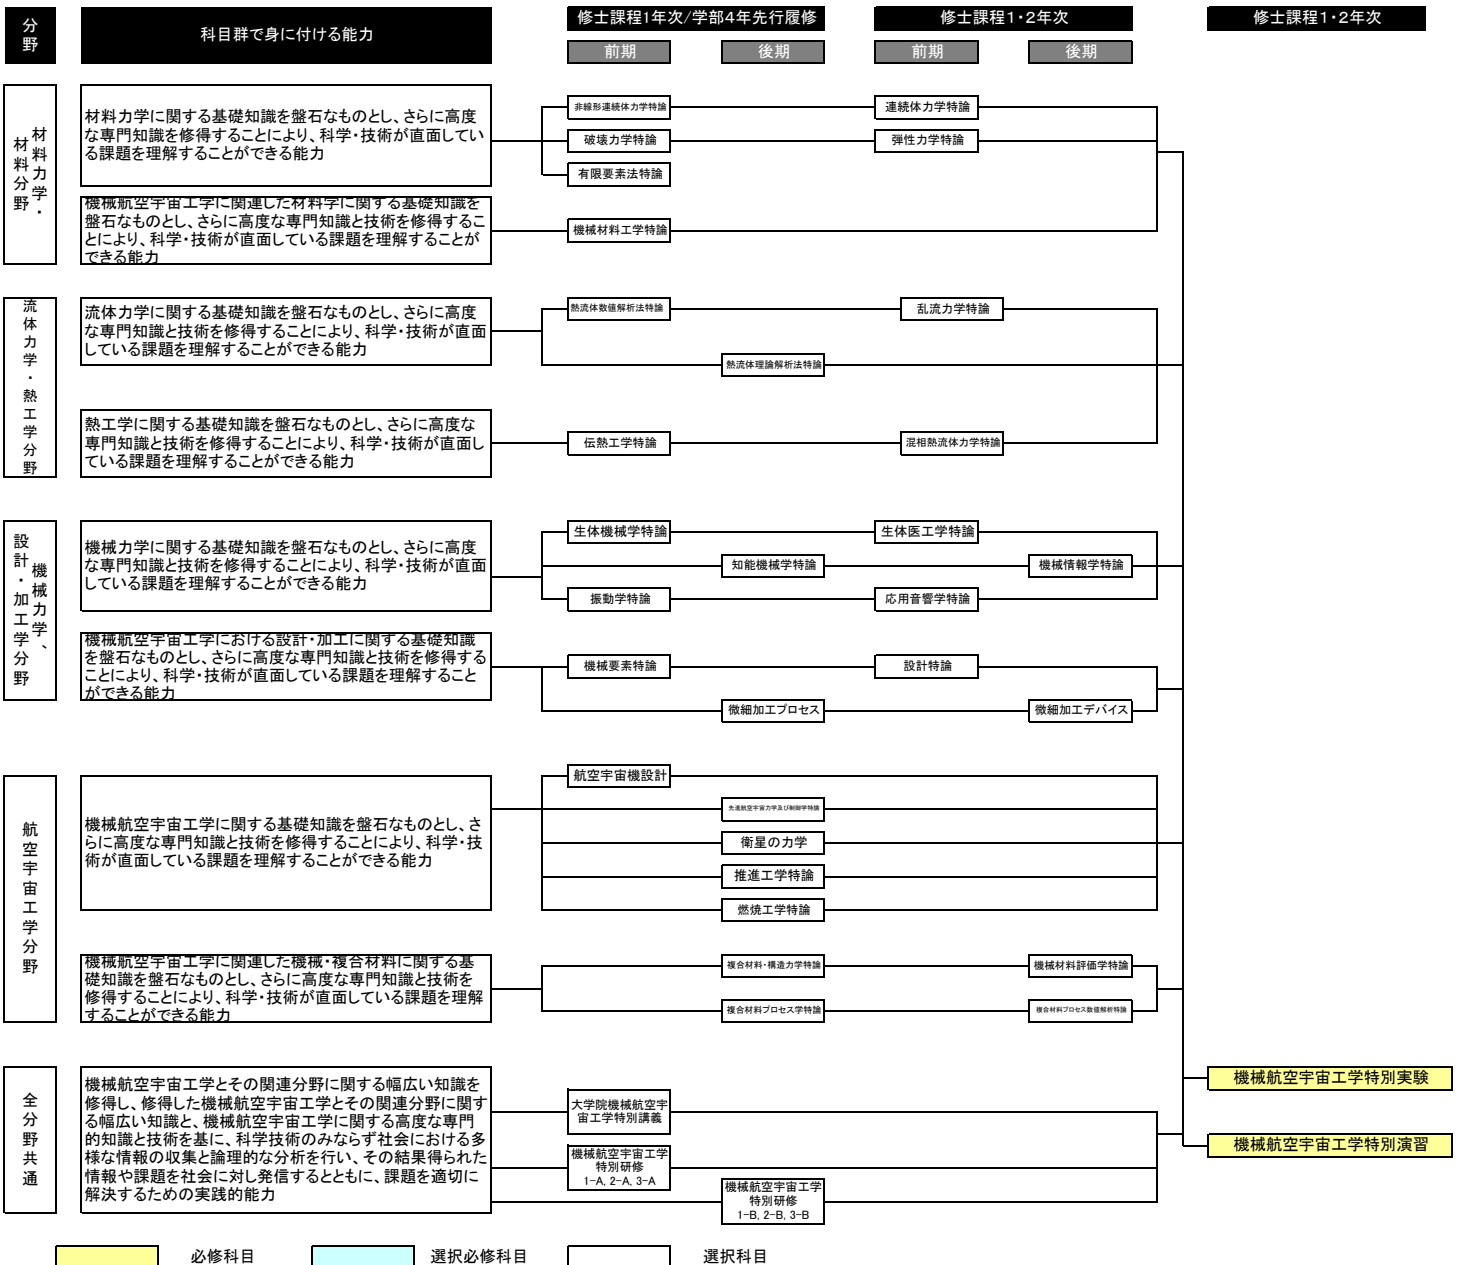 分野
科目群で身に付ける能力
修士課程1年次/学部4年先行履修
修士課程1・2年次
修士課程1・2年次
前期
後期
前期
後期
材料力学・
材料分野
材料力学に関する基礎知識を盤石なものとし、さらに高度
な専門知識を修得することにより、科学・技術が直面してい
る課題を理解することができる能力
非線形連続体力学特論
連続体力学特論
破壊力学特論
弾性力学特論
有限要素法特論
機械航空宇宙工学に関連した材料学に関する基礎知識を
盤石なものとし、さらに高度な専門知識と技術を修得するこ
とにより、科学・技術が直面している課題を理解することが
できる能力
機械材料工学特論
流体力学・熱工学分野
流体力学に関する基礎知識を盤石なものとし、さらに高度
な専門知識と技術を修得することにより、科学・技術が直面
している課題を理解することができる能力
熱流体数値解析法特論
乱流力学特論
熱流体理論解析法特論
熱工学に関する基礎知識を盤石なものとし、さらに高度な
専門知識と技術を修得することにより、科学・技術が直面し
ている課題を理解することができる能力
伝熱工学特論
混相熱流体力学特論
機械力学、
設計・加工学分野
機械力学に関する基礎知識を盤石なものとし、さらに高度
な専門知識と技術を修得することにより、科学・技術が直面
している課題を理解することができる能力
生体機械学特論
生体医工学特論
知能機械学特論
機械情報学特論
振動学特論
応用音響学特論
機械航空宇宙工学における設計・加工に関する基礎知識
を盤石なものとし、さらに高度な専門知識と技術を修得する
ことにより、科学・技術が直面している課題を理解すること
ができる能力
機械要素特論
設計特論
微細加工プロセス
微細加工デバイス
航空宇宙工学分野
機械航空宇宙工学に関する基礎知識を盤石なものとし、さ
らに高度な専門知識と技術を修得することにより、科学・技
術が直面している課題を理解することができる能力
航空宇宙機設計
先進航空宇宙力学及び制御学特論
衛星の力学
推進工学特論
燃焼工学特論
機械航空宇宙工学に関連した機械・複合材料に関する基
礎知識を盤石なものとし、さらに高度な専門知識と技術を
修得することにより、科学・技術が直面している課題を理解
することができる能力
複合材料・構造力学特論
機械材料評価学特論
複合材料プロセス学特論
複合材料プロセス数値解析特論
全分野共通
機械航空宇宙工学とその関連分野に関する幅広い知識を
修得し、修得した機械航空宇宙工学とその関連分野に関す
る幅広い知識と、機械航空宇宙工学に関する高度な専門
的知識と技術を基に、科学技術のみならず社会における多
様な情報の収集と論理的な分析を行い、その結果得られた
情報や課題を社会に対し発信するとともに、課題を適切に
解決するための実践的能力
大学院機械航空宇
宙工学特別講義
機械航空宇宙工学
特別研修
1-A, 2-A, 3-A
機械航空宇宙工学
特別研修
1-B, 2-B, 3-B
機械航空宇宙工学特別実験
機械航空宇宙工学特別演習
必修科目
選択必修科目
選択科目